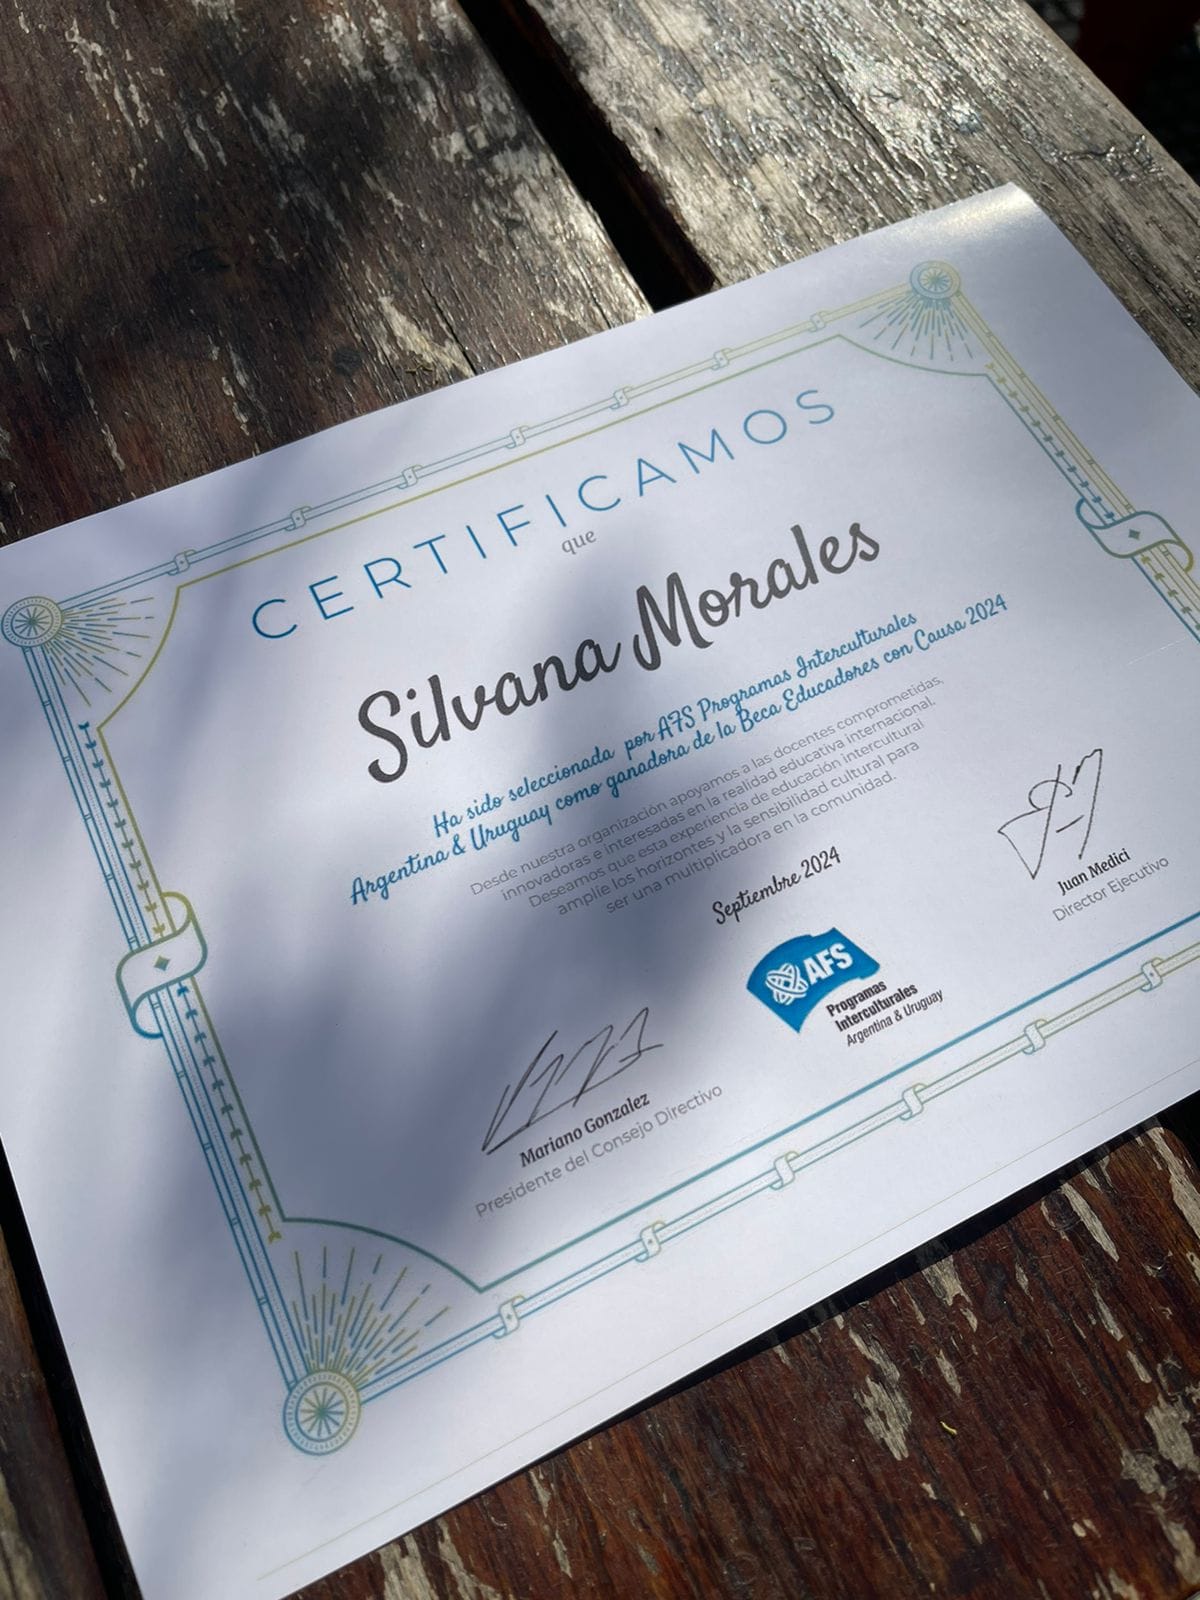 CERTIFICAMOS
que
Silvana Morales
Ha sido seleccionada por AFS Programas Interculturales
Argentina & Uruguay como ganadora de la Beca Educadores con Causa 2024
Desde nuestra organización apoyamos a las docentes comprometidas,
innovadoras e interesadas en la realidad educativa internacional.
Deseamos que esta experiencia de educación intercultural
amplíe los horizontes y la sensibilidad cultural para
ser una multiplicadora en la comunidad.
Septiembre 2024
AFS
Programas
Interculturales
Argentina & Uruguay
Mariano Gonzalez
Presidente del Consejo Directivo
Juan Medici
Director Ejecutivo